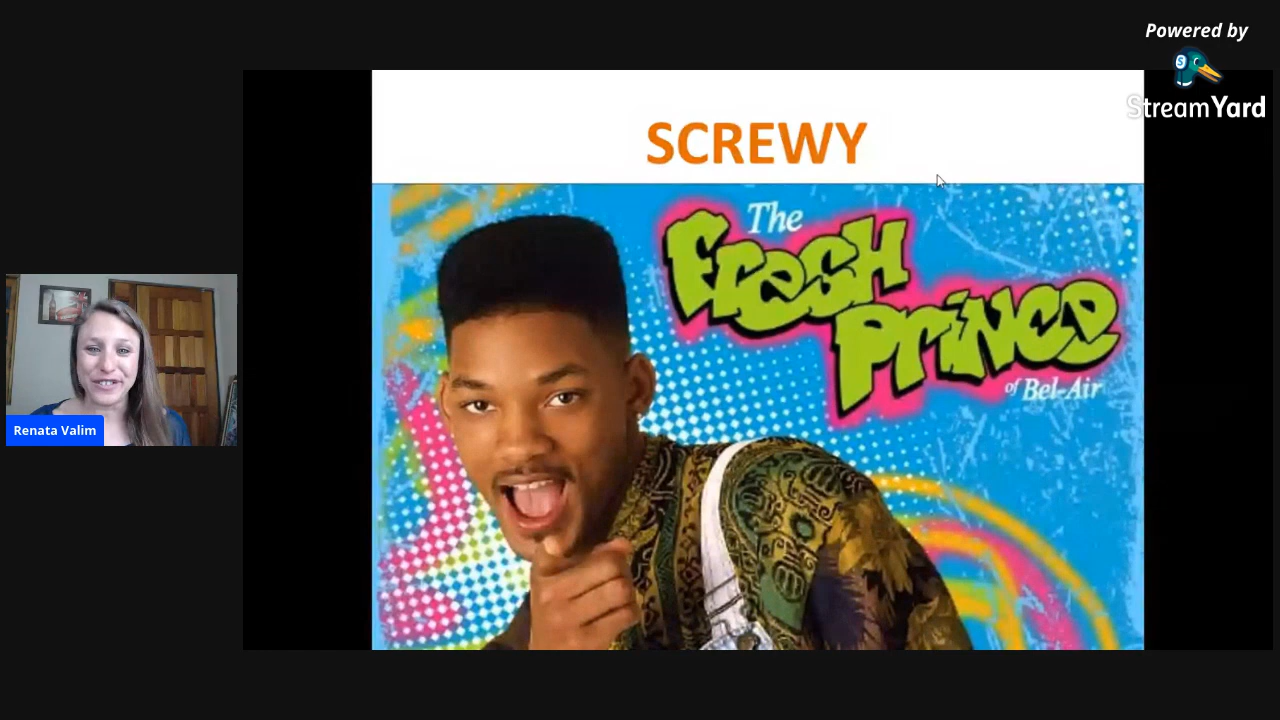 Powered by
StreamYard
SCREWY
The
Fresh
Prince
of Bel-Air
Renata Valim